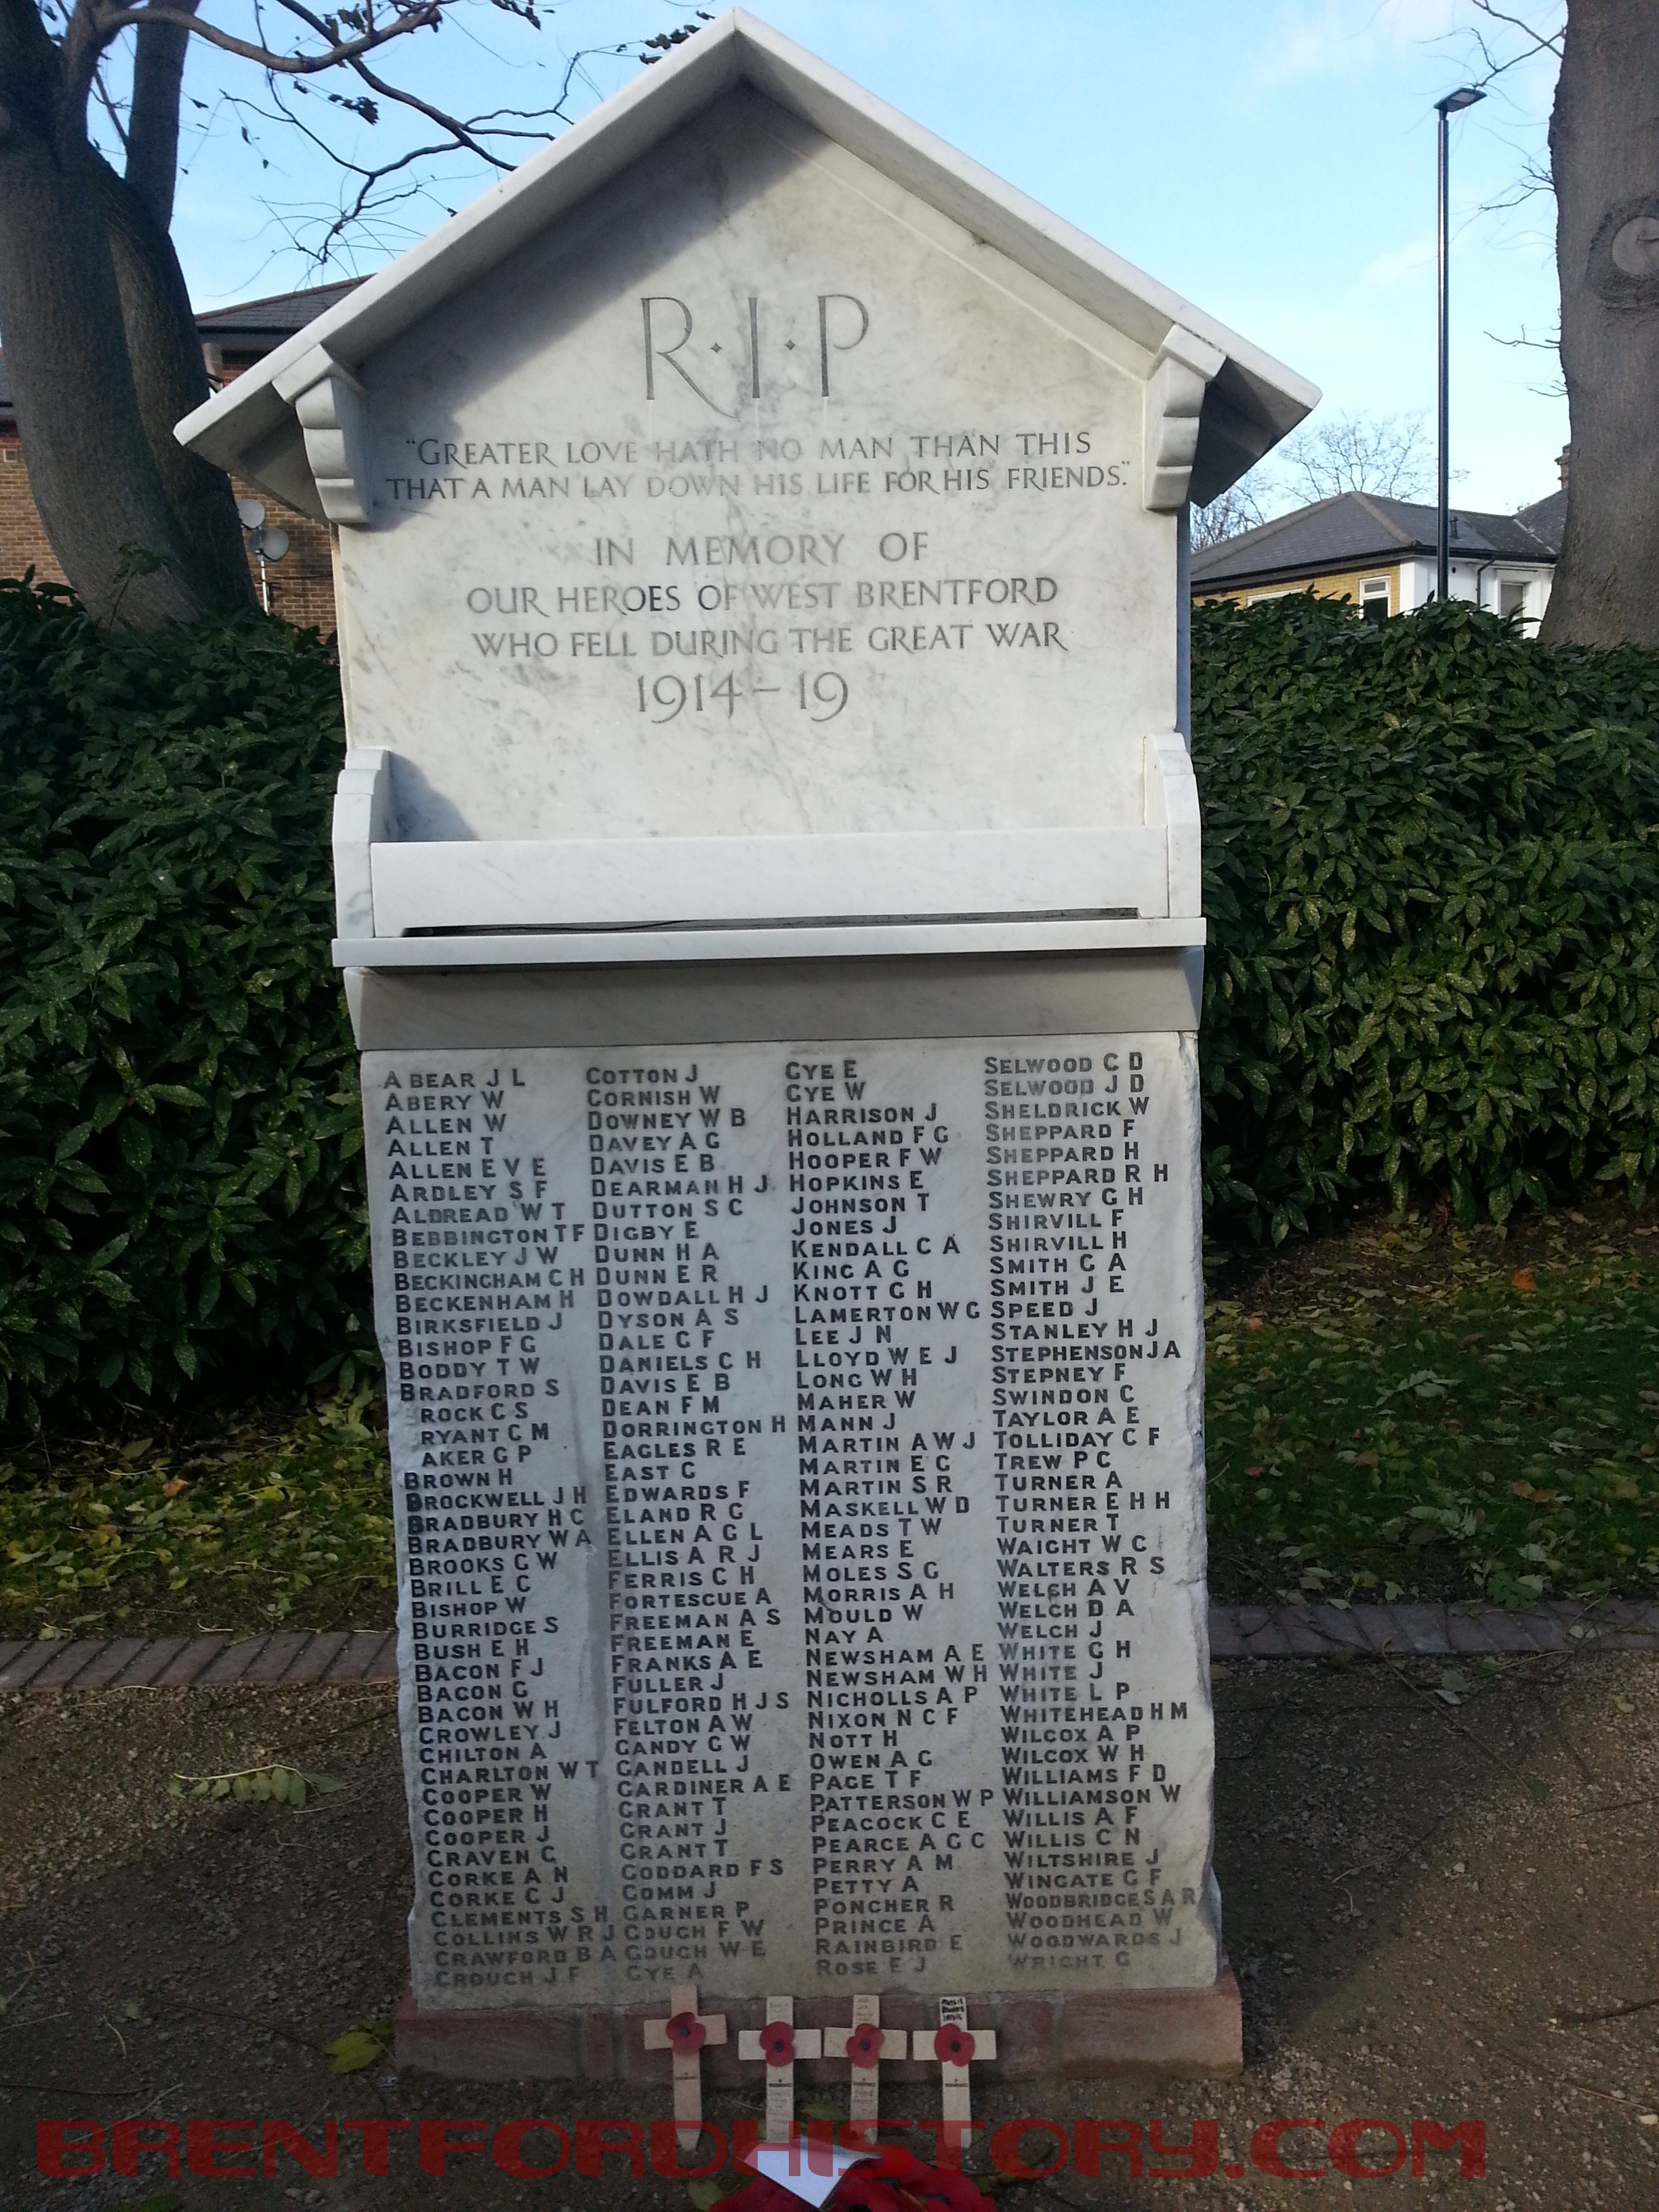 R·I·P
"GREATER LOVE HATH NO MAN THAN THIS
THAT A MAN LAY DOWN HIS LIFE FOR HIS FRIENDS."
IN MEMORY OF
OUR HEROES OF WEST BRENTFORD
WHO FELL DURING THE GREAT WAR
1914-19
ABEAR J L
ABERY W
ALLEN W
ALLEN T
ALLEN E V E
ARDLEY S F
ALDREAD W T
BEBBINGTON T F
BECKLEY J W
BECKINGHAM C H
BECKENHAM H
BIRKSFIELD J
BISHOP F G
BODDY T W
BRADFORD S
ROCK C S
RYANT C M
AKER G P
BROWN H
BROCKWELL J H
BRADBURY H C
BRADBURY W A
BROOKS G W
BRILL E C
BISHOP W
BURRIDGE S
BUSH E H
BACON F J
BACON G
BACON W H
CROWLEY J
CHILTON A
CHARLTON W T
COOPER W
COOPER H
COOPER J
CRAVEN C
CORKE A N
CORKE C J
CLEMENTS S H
COLLINS W R J
CRAWFORD B A
CROUCH J F
COTTON J
CORNISH W
DOWNEY W B
DAVEY A G
DAVIS E B
DEARMAN H J
DUTTON S C
DIGBY E
DUNN H A
DUNN E R
DOWDALL H J
DYSON A S
DALE G F
DANIELS C H
DAVIS E B
DEAN F M
DORRINGTON H
EAGLES R E
EAST G
EDWARDS F
ELAND R G
ELLEN A G L
ELLIS A R J
FERRIS C H
FORTESCUE A
FREEMAN A S
FREEMAN E
FRANKS A E
FULLER J
FULFORD H J S
FELTON A W
GANDY G W
GANDELL J
GARDINER A E
GRANT T
GRANT J
GRANT T
GODDARD F S
GOMM J
GARNER P
GOUGH F W
GOUGH W E
GYE A
GYE E
GYE W
HARRISON J
HOLLAND F G
HOOPER F W
HOPKINS E
JOHNSON T
JONES J
KENDALL C A
KING A G
KNOTT G H
LAMERTON W G
LEE J N
LLOYD W E J
LONG W H
MAHER W
MANN J
MARTIN A W J
MARTIN E G
MARTIN S R
MASKELL W D
MEADS T W
MEARS E
MOLES S G
MORRIS A H
MOULD W
NAY A
NEWSHAM A E
NEWSHAM W H
NICHOLLS A P
NIXON N C F
NOTT H
OWEN A G
PAGE T F
PATTERSON W P
PEACOCK C E
PEARCE A G C
PERRY A M
PETTY A
PONCHER R
PRINCE A
RAINBIRD E
ROSE E J
SELWOOD C D
SELWOOD J D
SHELDRICK W
SHEPPARD F
SHEPPARD H
SHEPPARD R H
SHEWRY G H
SHIRVILL F
SHIRVILL H
SMITH G A
SMITH J E
SPEED J
STANLEY H J
STEPHENSON J A
STEPNEY F
SWINDON C
TAYLOR A E
TOLLIDAY C F
TREW P C
TURNER A
TURNER E H H
TURNER T
WAIGHT W C
WALTERS R S
WELCH A V
WELCH D A
WELCH J
WHITE G H
WHITE J
WHITE L P
WHITEHEAD H M
WILCOX A P
WILCOX W H
WILLIAMS F D
WILLIAMSON W
WILLIS A F
WILLIS C N
WILTSHIRE J
WINGATE G F
WOODBRIDGE S A R
WOODHEAD W
WOODWARDS J
WRIGHT G
BRENTFORDHISTORY.COM